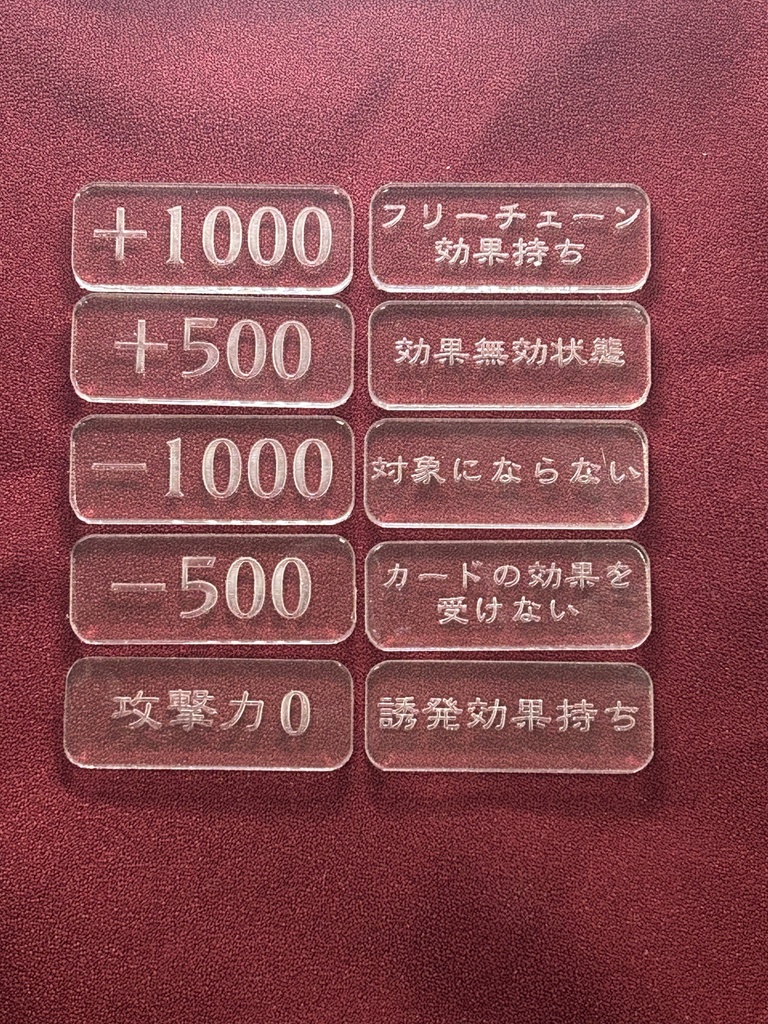 +1000
フリーチェーン
効果持ち
+500
効果無効状態
-1000
対象にならない
-500
カードの効果を
受けない
攻撃力0
誘発効果持ち